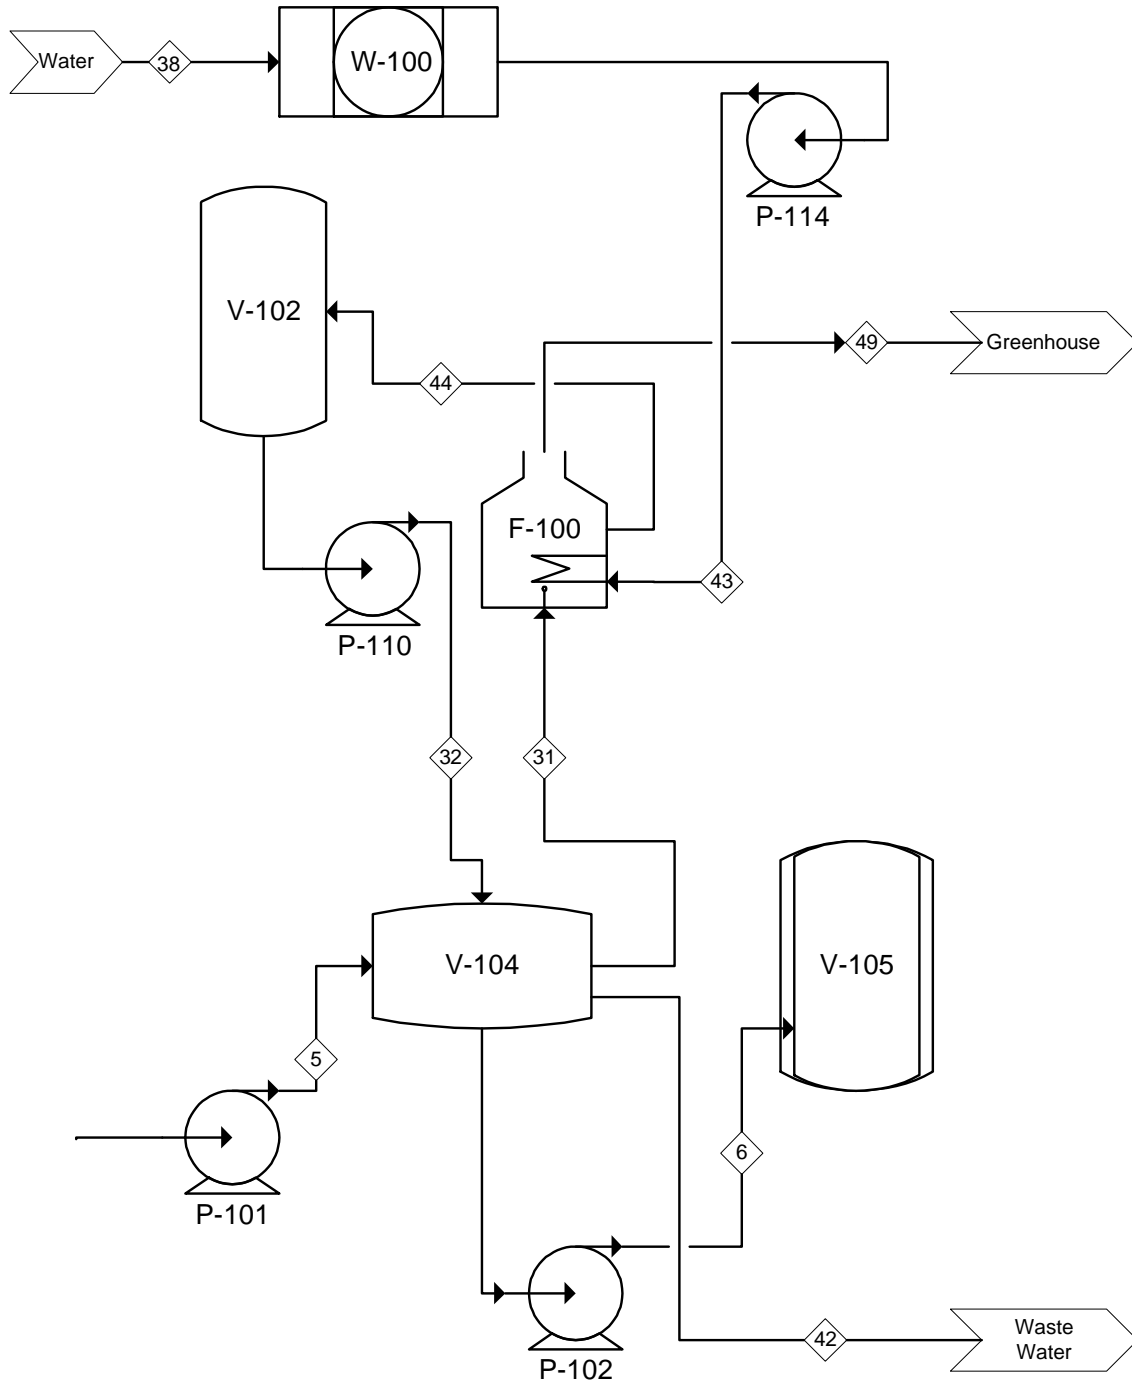 Water
38
W-100
P-114
V-102
49
Greenhouse
44
F-100
43
P-110
32
31
V-104
V-105
5
6
P-101
Waste
Water
42
P-102